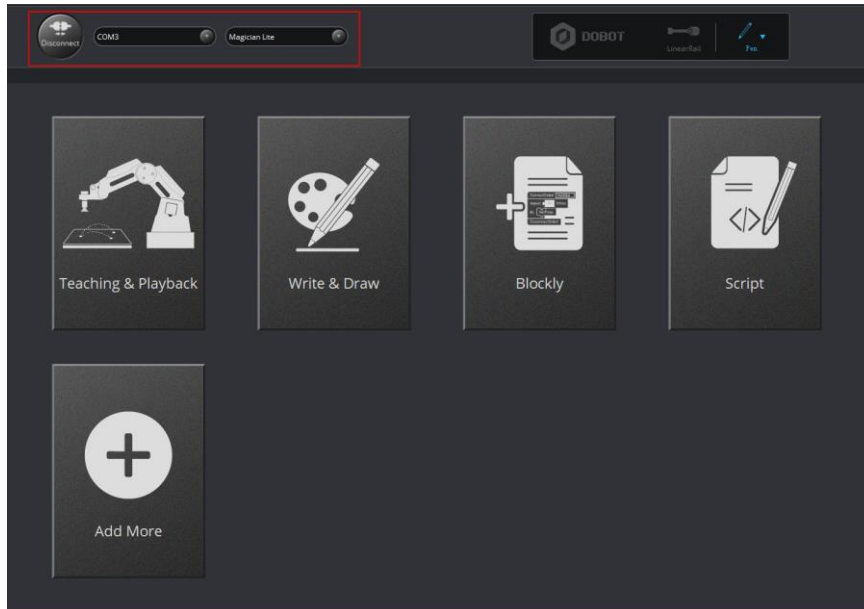 Disconnect
COM3
Magician Lite
DOBOT
LinearRail
Pen
Teaching & Playback
Write & Draw
Blockly
Script
</>
Add More